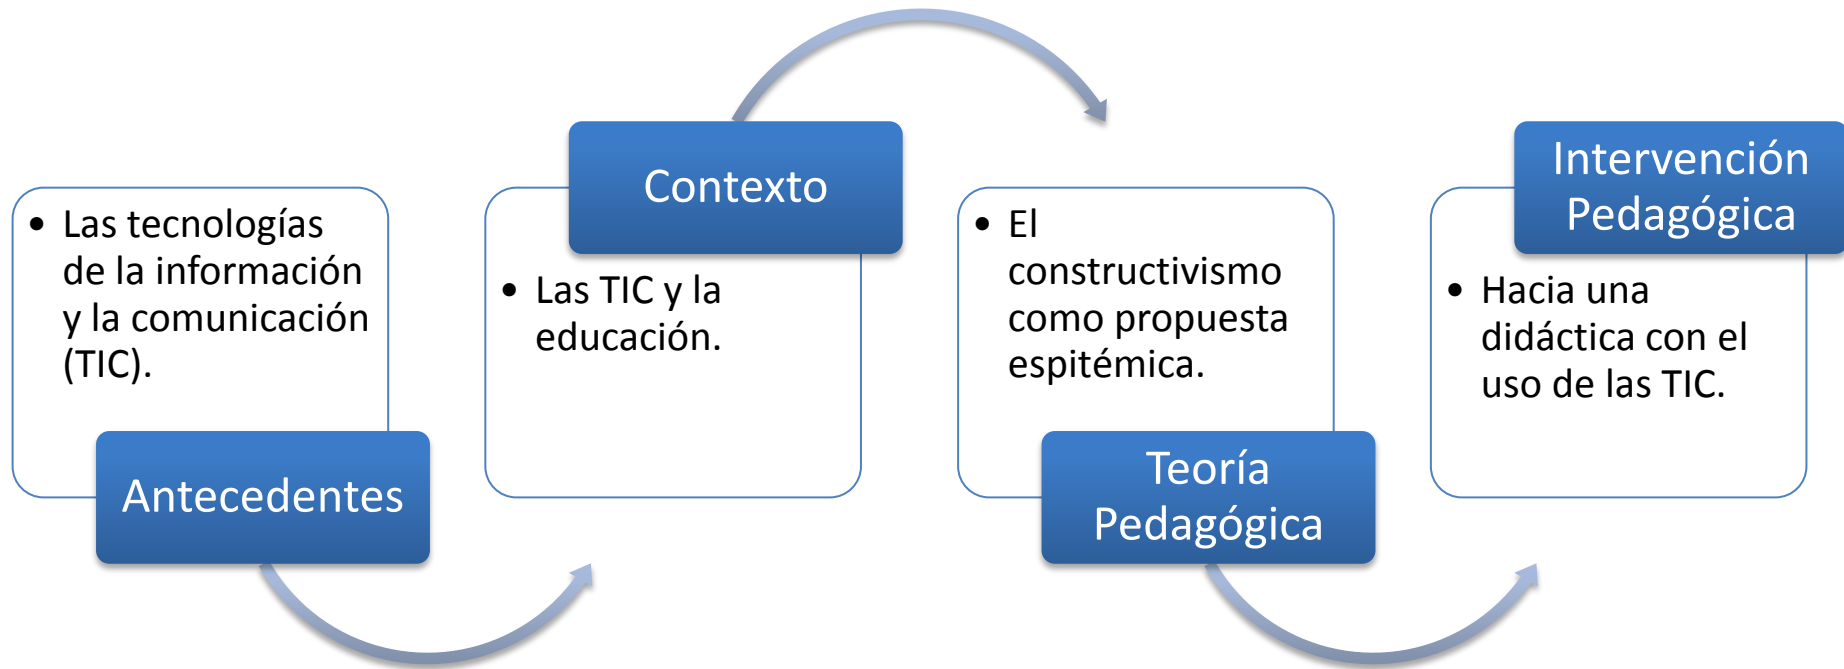 • Las tecnologías
de la información
y la comunicación
(TIC).
Antecedentes
Contexto
• Las TIC y la
educación.
• El
constructivismo
como propuesta
espitémica.
Teoría
Pedagógica
Intervención
Pedagógica
• Hacia una
didáctica con el
uso de las TIC.